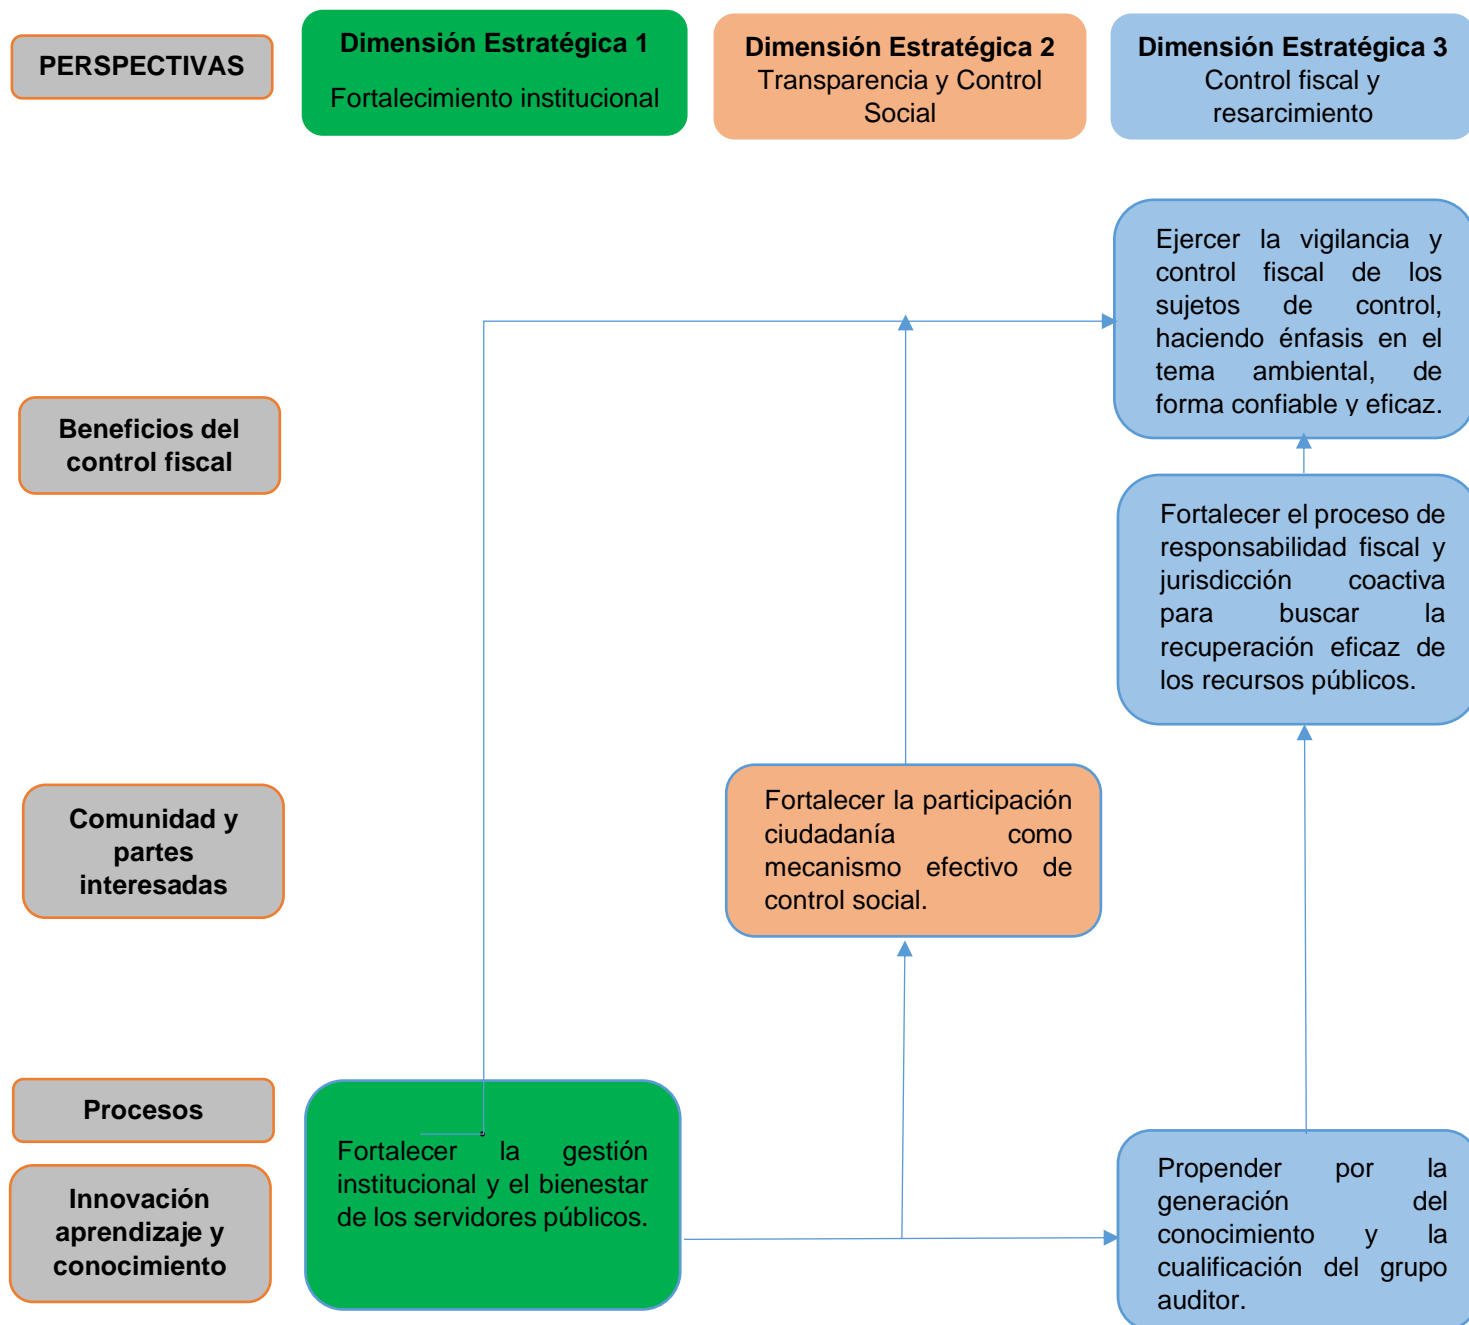 PERSPECTIVAS
Dimensión Estratégica 1
Fortalecimiento institucional
Dimensión Estratégica 2
Transparencia y Control
Social
Dimensión Estratégica 3
Control fiscal y
resarcimiento
Ejercer la vigilancia y
control fiscal de los
sujetos de control,
haciendo énfasis en el
tema ambiental, de
forma confiable y eficaz.
Beneficios del
control fiscal
Fortalecer el proceso de
responsabilidad fiscal y
jurisdicción coactiva
para buscar la
recuperación eficaz de
los recursos públicos.
Comunidad y
partes
interesadas
Fortalecer la participación
ciudadanía como
mecanismo efectivo de
control social.
Procesos
Innovación
aprendizaje y
conocimiento
Fortalecer la gestión
institucional y el bienestar
de los servidores públicos.
Propender por la
generación del
conocimiento y la
cualificación del grupo
auditor.